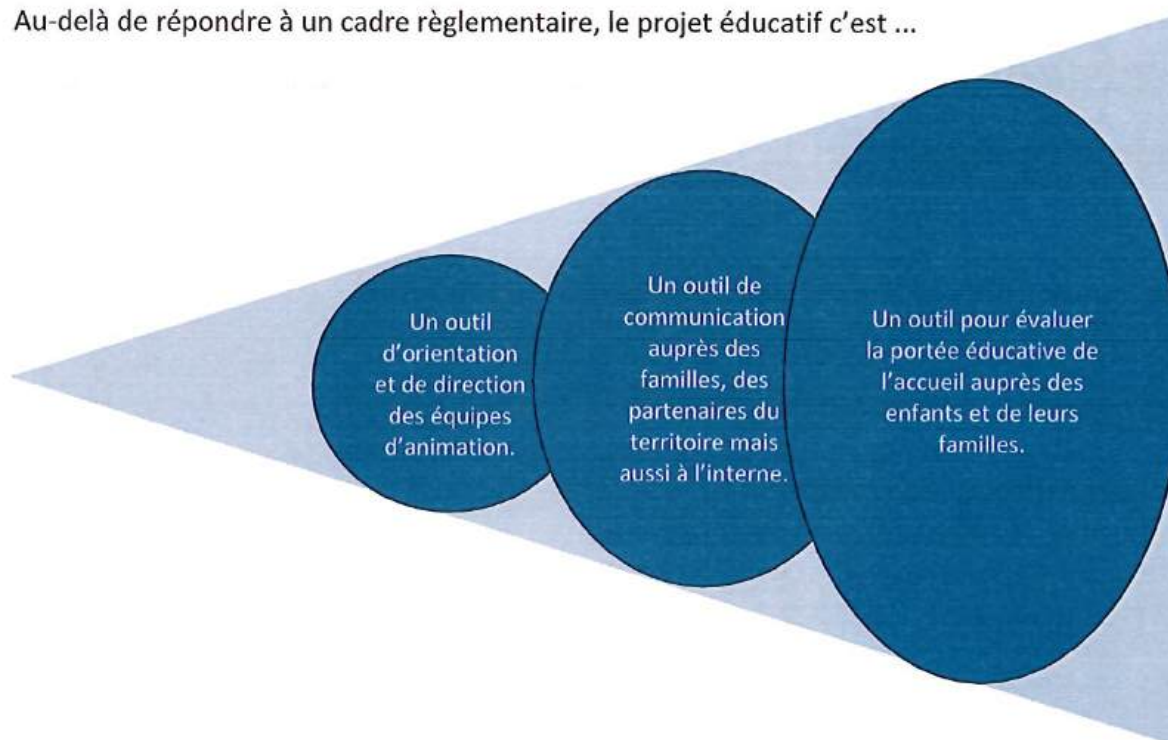 Au-delà de répondre à un cadre règlementaire, le projet éducatif c'est ...
Un outil
d'orientation
et de direction
des équipes
d'animation.
Un outil de
communication
auprès des
familles, des
partenaires du
territoire mais
aussi à l'interne.
Un outil pour évaluer
la portée éducative de
l'accueil auprès des
enfants et de leurs
familles.